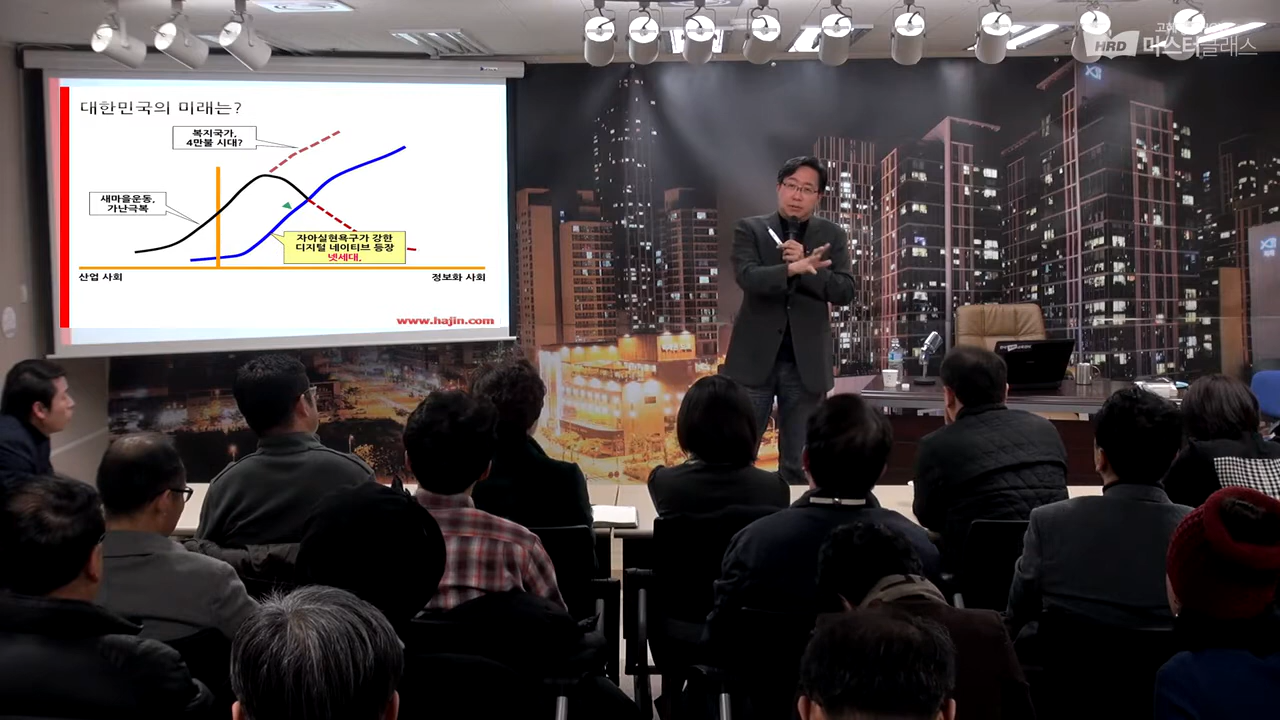 대한민국의 미래는?
복지국가,
4만불 시대?
새마을운동,
가난극복
자아실현욕구가 강한
디지털 네이티브 등장
넷세대.
산업 사회
정보화 사회
www.hajin.com
HRD 마스터클래스